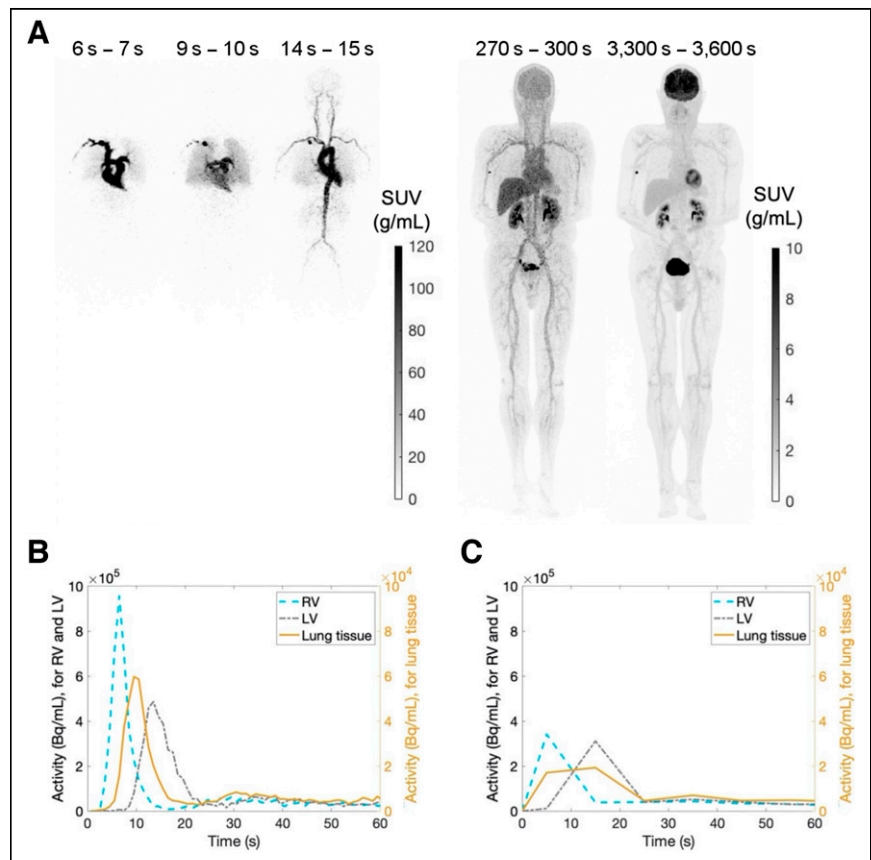 A
6 s – 7 s 9 s – 10 s 14 s – 15 s 270 s – 300 s 3,300 s – 3,600 s
SUV
(g/mL)
120
100
80
60
40
20
0
SUV
(g/mL)
10
8
6
4
2
0
B
×10⁵
Activity (Bq/mL), for RV and LV
10
8
6
4
2
0
0 10 20 30 40 50 60
Time (s)
RV
LV
Lung tissue
×10⁴
10
8
6
4
2
0
Activity (Bq/mL), for lung tissue
C
×10⁵
Activity (Bq/mL), for RV and LV
10
8
6
4
2
0
0 10 20 30 40 50 60
Time (s)
RV
LV
Lung tissue
×10⁴
10
8
6
4
2
0
Activity (Bq/mL), for lung tissue